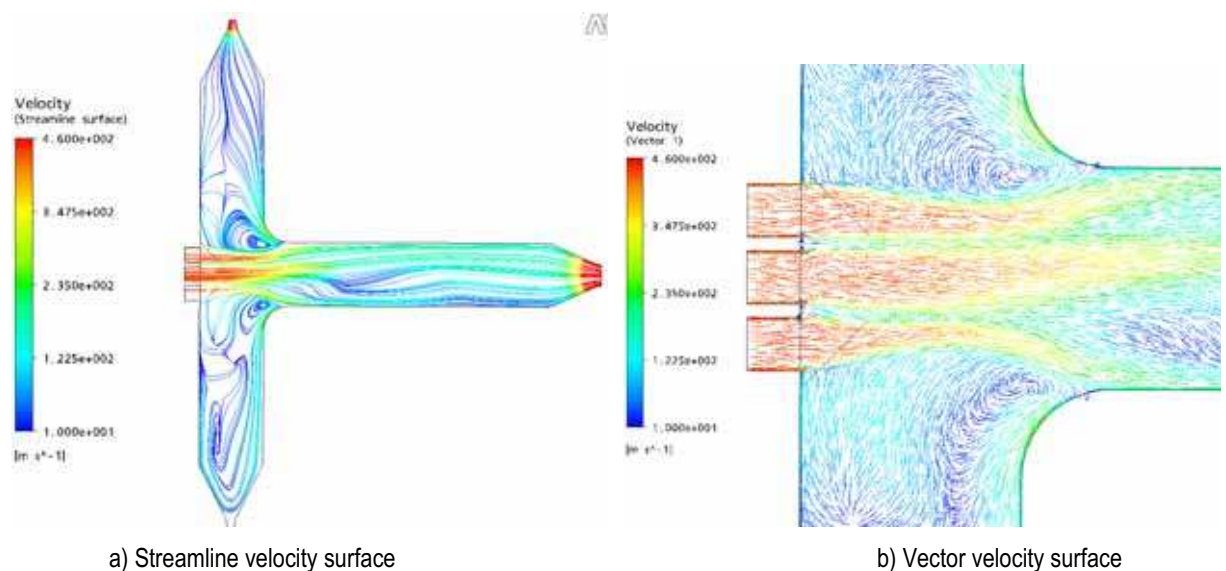 Velocity
(Streamline surface)
4.600e+002
3.475e+002
2.350e+002
1.225e+002
1.000e+001
[m s^-1]
Velocity
(Vector 1)
4.600e+002
3.475e+002
2.350e+002
1.225e+002
1.000e+001
[m s^-1]
a) Streamline velocity surface
b) Vector velocity surface